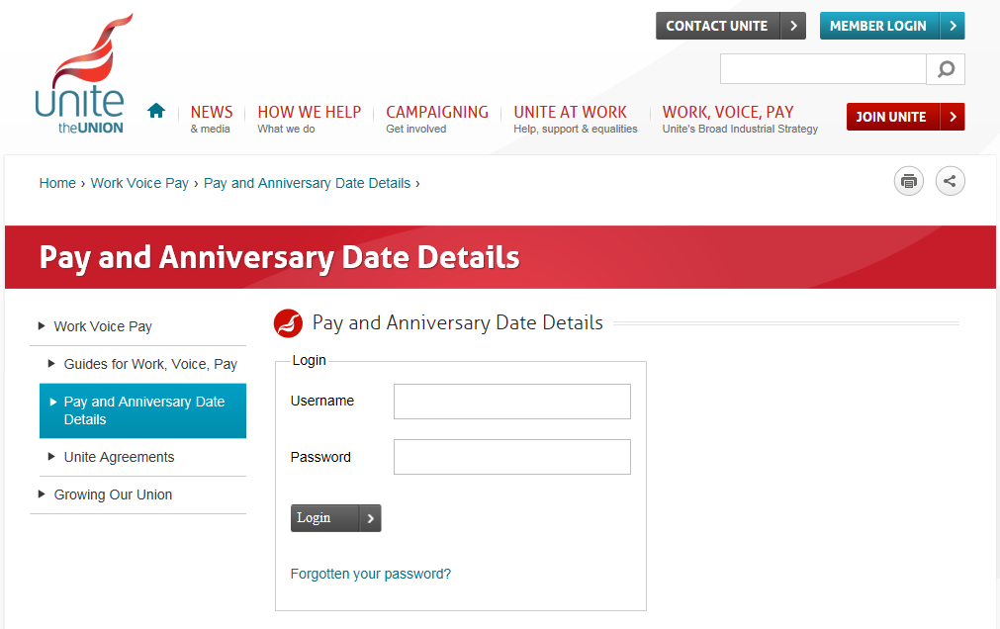 CONTACT UNITE
MEMBER LOGIN
unite
theUNION
NEWS
& media
HOW WE HELP
What we do
CAMPAIGNING
Get involved
UNITE AT WORK
Help, support & equalities
WORK, VOICE, PAY
Unite's Broad Industrial Strategy
JOIN UNITE
Home › Work Voice Pay › Pay and Anniversary Date Details ›
Pay and Anniversary Date Details
Work Voice Pay
Guides for Work, Voice, Pay
Pay and Anniversary Date
Details
Unite Agreements
Growing Our Union
Pay and Anniversary Date Details
Login
Username
Password
Login
Forgotten your password?